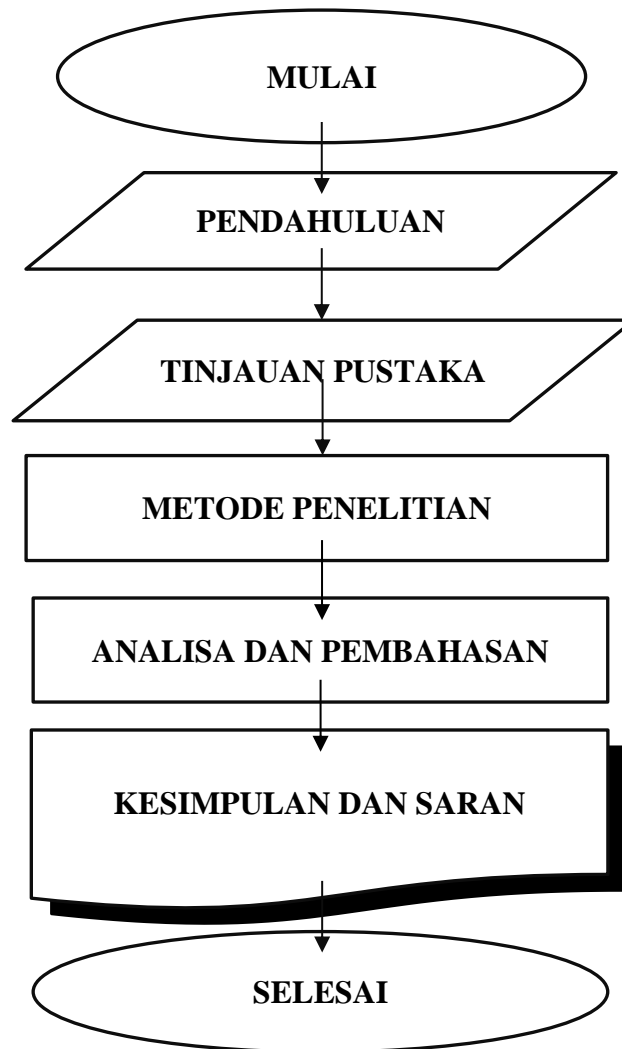 MULAI
PENDAHULUAN
TINJAUAN PUSTAKA
METODE PENELITIAN
ANALISA DAN PEMBAHASAN
KESIMPULAN DAN SARAN
SELESAI